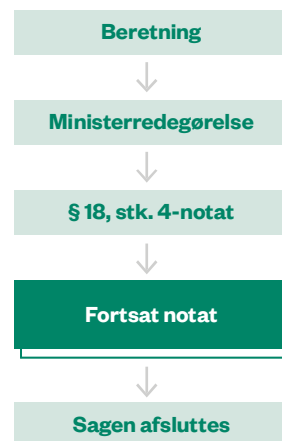 Beretning
Ministerredegørelse
§ 18, stk. 4-notat
Fortsat notat
Sagen afsluttes